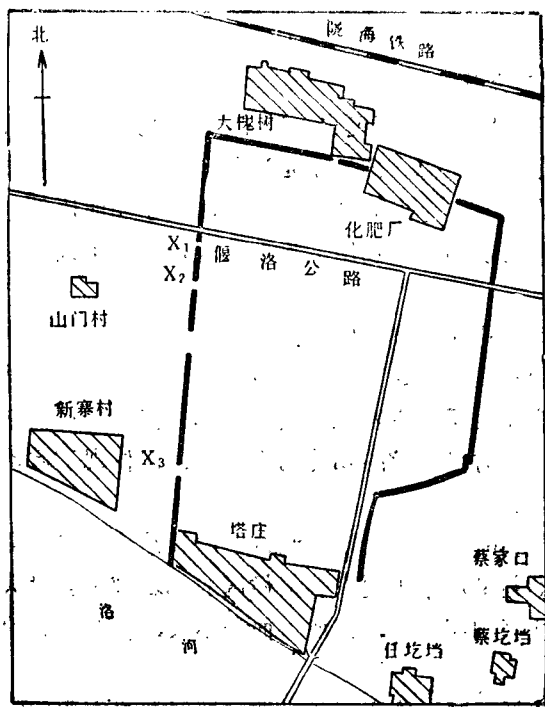 陇海铁路
北
大槐树
化肥厂
X₁
偃洛公路
X₂
山门村
新寨村
X₃
塔庄
蔡家口
洛河
任圪垱
蔡圪垱